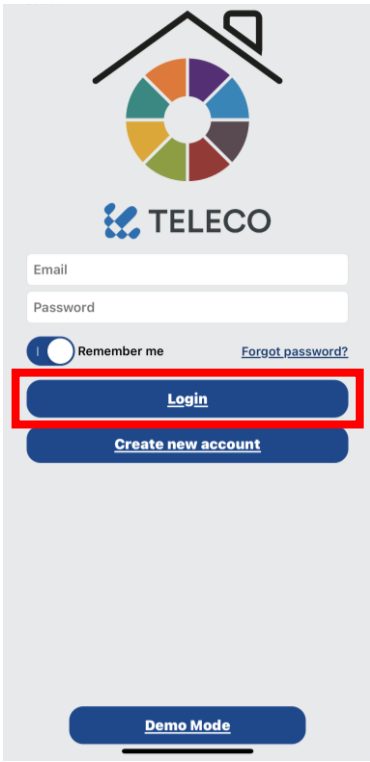 TELECO
Email
Password
Remember me Forgot password?
Login
Create new account
Demo Mode